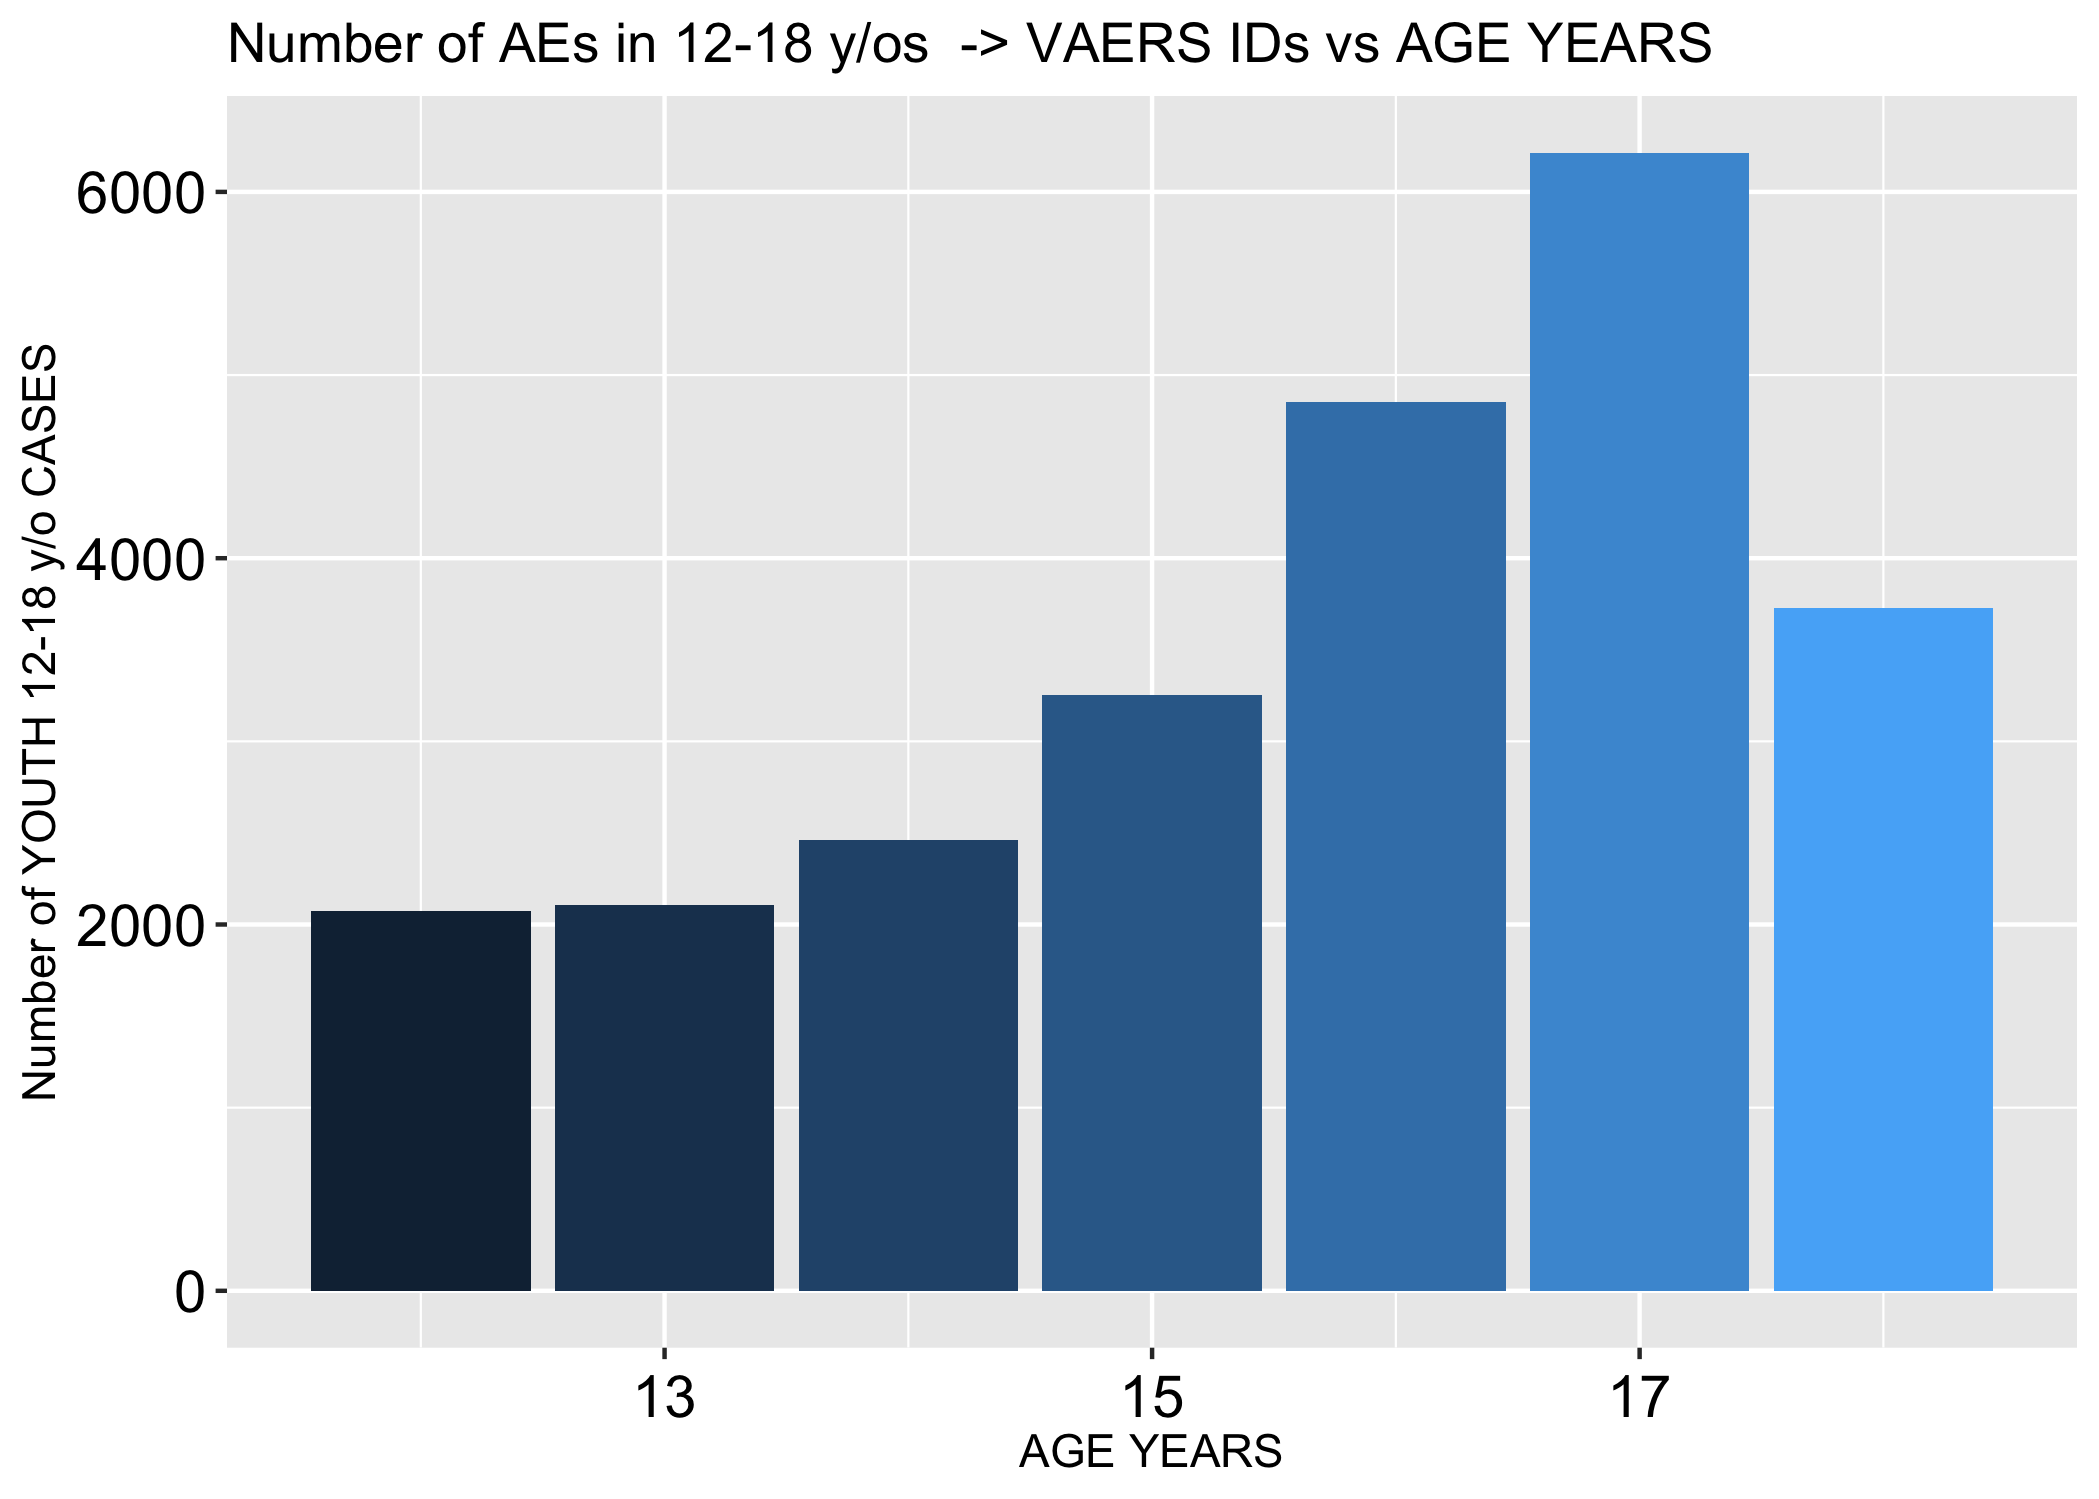 Number of AEs in 12-18 y/os  -> VAERS IDs vs AGE YEARS
Number of YOUTH 12-18 y/o CASES
6000
4000
2000
0
13 15 17
AGE YEARS